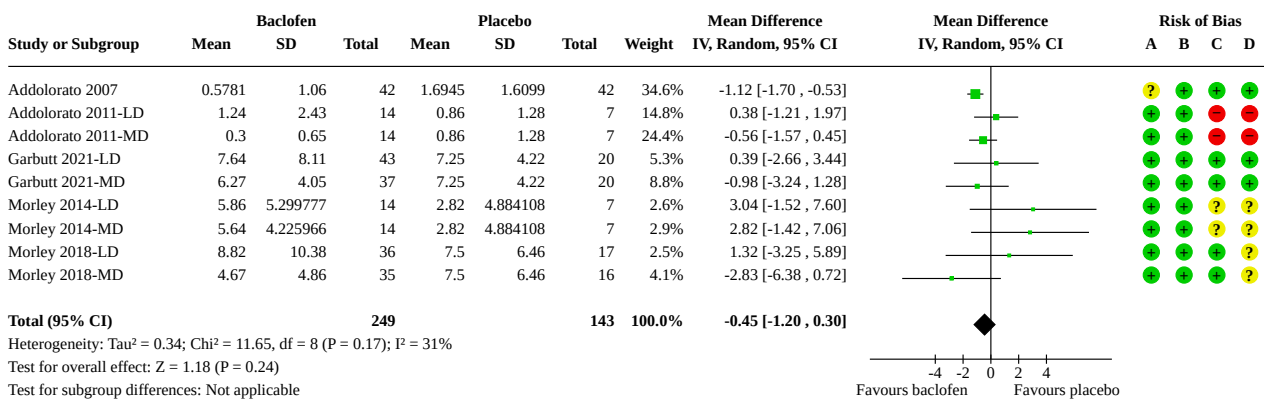 Baclofen Placebo Mean Difference Mean Difference Risk of Bias
Study or Subgroup Mean SD Total Mean SD Total Weight IV, Random, 95% CI IV, Random, 95% CI A B C D
Addolorato 2007 0.5781 1.06 42 1.6945 1.6099 42 34.6% -1.12 [-1.70 , -0.53] ? + + +
Addolorato 2011-LD 1.24 2.43 14 0.86 1.28 7 14.8% 0.38 [-1.21 , 1.97] + + − −
Addolorato 2011-MD 0.3 0.65 14 0.86 1.28 7 24.4% -0.56 [-1.57 , 0.45] + + − −
Garbutt 2021-LD 7.64 8.11 43 7.25 4.22 20 5.3% 0.39 [-2.66 , 3.44] + + + +
Garbutt 2021-MD 6.27 4.05 37 7.25 4.22 20 8.8% -0.98 [-3.24 , 1.28] + + + +
Morley 2014-LD 5.86 5.299777 14 2.82 4.884108 7 2.6% 3.04 [-1.52 , 7.60] + + ? ?
Morley 2014-MD 5.64 4.225966 14 2.82 4.884108 7 2.9% 2.82 [-1.42 , 7.06] + + ? ?
Morley 2018-LD 8.82 10.38 36 7.5 6.46 17 2.5% 1.32 [-3.25 , 5.89] + + + ?
Morley 2018-MD 4.67 4.86 35 7.5 6.46 16 4.1% -2.83 [-6.38 , 0.72] + + + ?
Total (95% CI) 249 143 100.0% -0.45 [-1.20 , 0.30]
Heterogeneity: Tau² = 0.34; Chi² = 11.65, df = 8 (P = 0.17); I² = 31%
Test for overall effect: Z = 1.18 (P = 0.24) -4 -2 0 2 4
Test for subgroup differences: Not applicable Favours baclofen Favours placebo